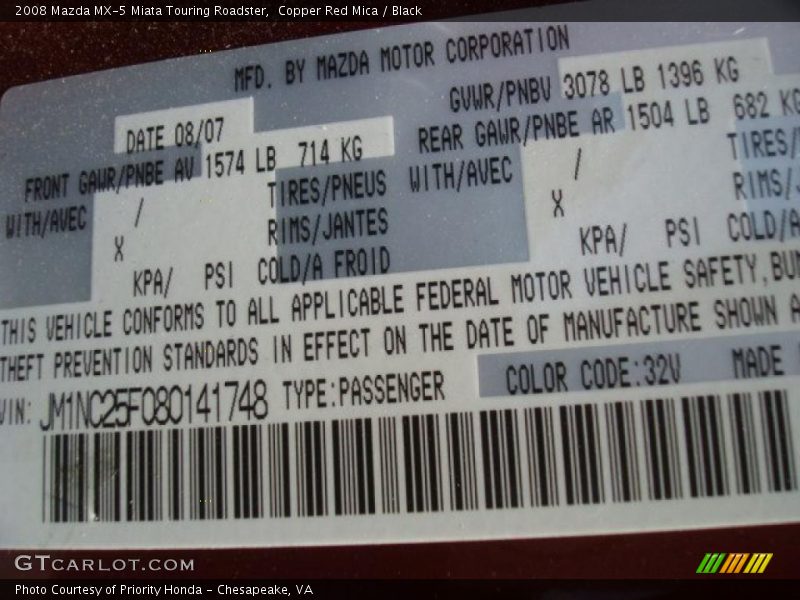 2008 Mazda MX-5 Miata Touring Roadster,  Copper Red Mica / Black
MFD. BY MAZDA MOTOR CORPORATION
DATE 08/07
GVWR/PNBV 3078 LB 1396 KG
FRONT GAWR/PNBE AV 1574 LB 714 KG
REAR GAWR/PNBE AR 1504 LB 682 KG
WITH/AVEC / TIRES/PNEUS
WITH/AVEC / TIRES/
X RIMS/JANTES
X RIMS/J
KPA/ PSI COLD/A FROID
KPA/ PSI COLD/A
THIS VEHICLE CONFORMS TO ALL APPLICABLE FEDERAL MOTOR VEHICLE SAFETY, BUM
THEFT PREVENTION STANDARDS IN EFFECT ON THE DATE OF MANUFACTURE SHOWN A
VIN: JM1NC25F080141748 TYPE:PASSENGER
COLOR CODE:32V MADE
GTCARLOT.COM
Photo Courtesy of Priority Honda - Chesapeake, VA